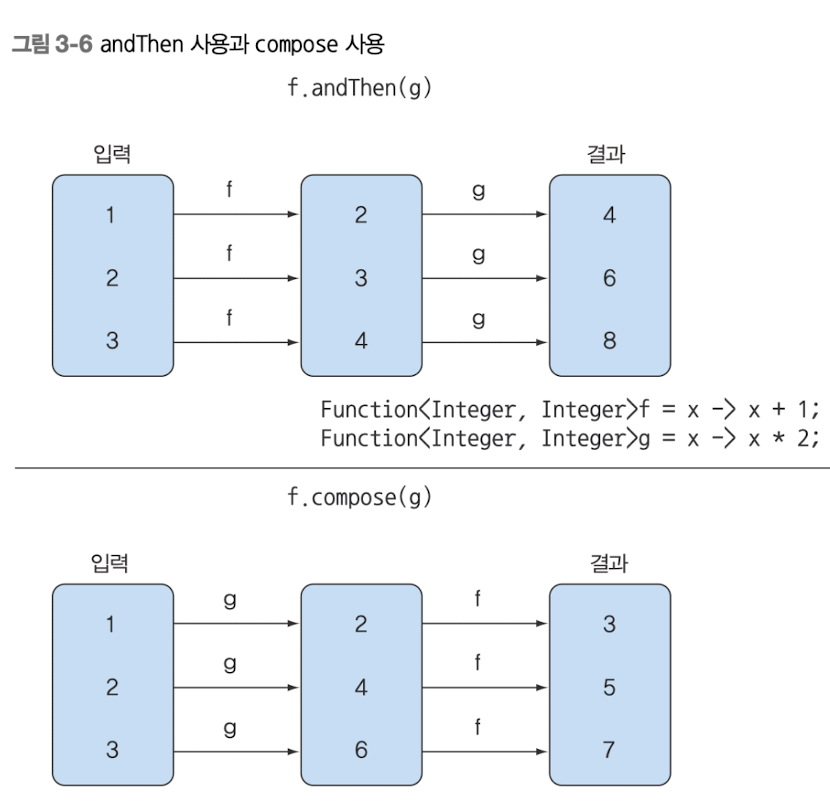 그림 3-6 andThen 사용과 compose 사용
f.andThen(g)
입력 결과
f g
1 2 4
f g
2 3 6
f g
3 4 8
Function<Integer, Integer>f = x -> x + 1;
Function<Integer, Integer>g = x -> x * 2;
f.compose(g)
입력 결과
g f
1 2 3
g f
2 4 5
g f
3 6 7